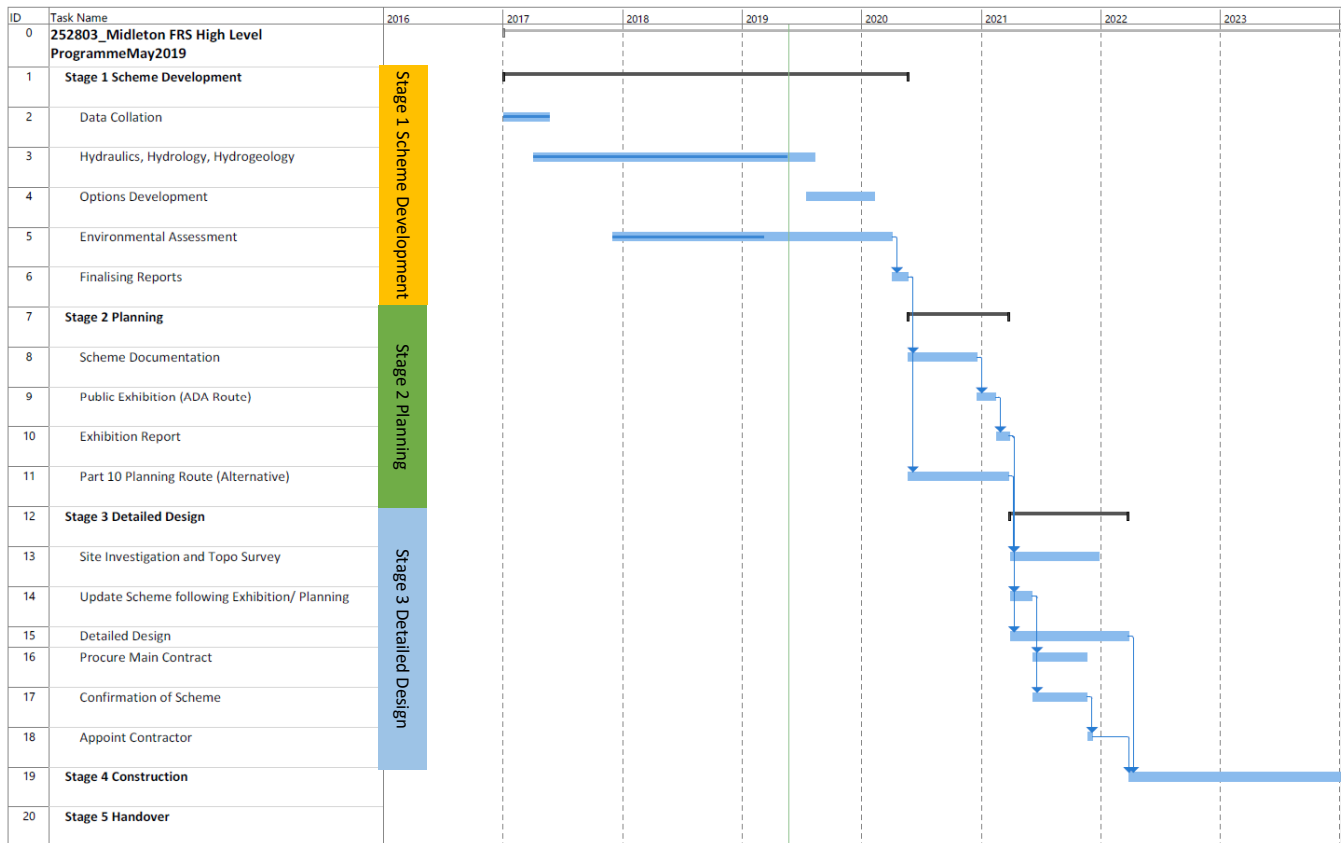 ID Task Name 2016 2017 2018 2019 2020 2021 2022 2023
0 252803_Midleton FRS High Level
ProgrammeMay2019
1 Stage 1 Scheme Development
2 Data Collation
3 Hydraulics, Hydrology, Hydrogeology
4 Options Development
5 Environmental Assessment
6 Finalising Reports
Stage 1 Scheme Development
7 Stage 2 Planning
8 Scheme Documentation
9 Public Exhibition (ADA Route)
10 Exhibition Report
11 Part 10 Planning Route (Alternative)
Stage 2 Planning
12 Stage 3 Detailed Design
13 Site Investigation and Topo Survey
14 Update Scheme following Exhibition/ Planning
15 Detailed Design
16 Procure Main Contract
17 Confirmation of Scheme
18 Appoint Contractor
Stage 3 Detailed Design
19 Stage 4 Construction
20 Stage 5 Handover